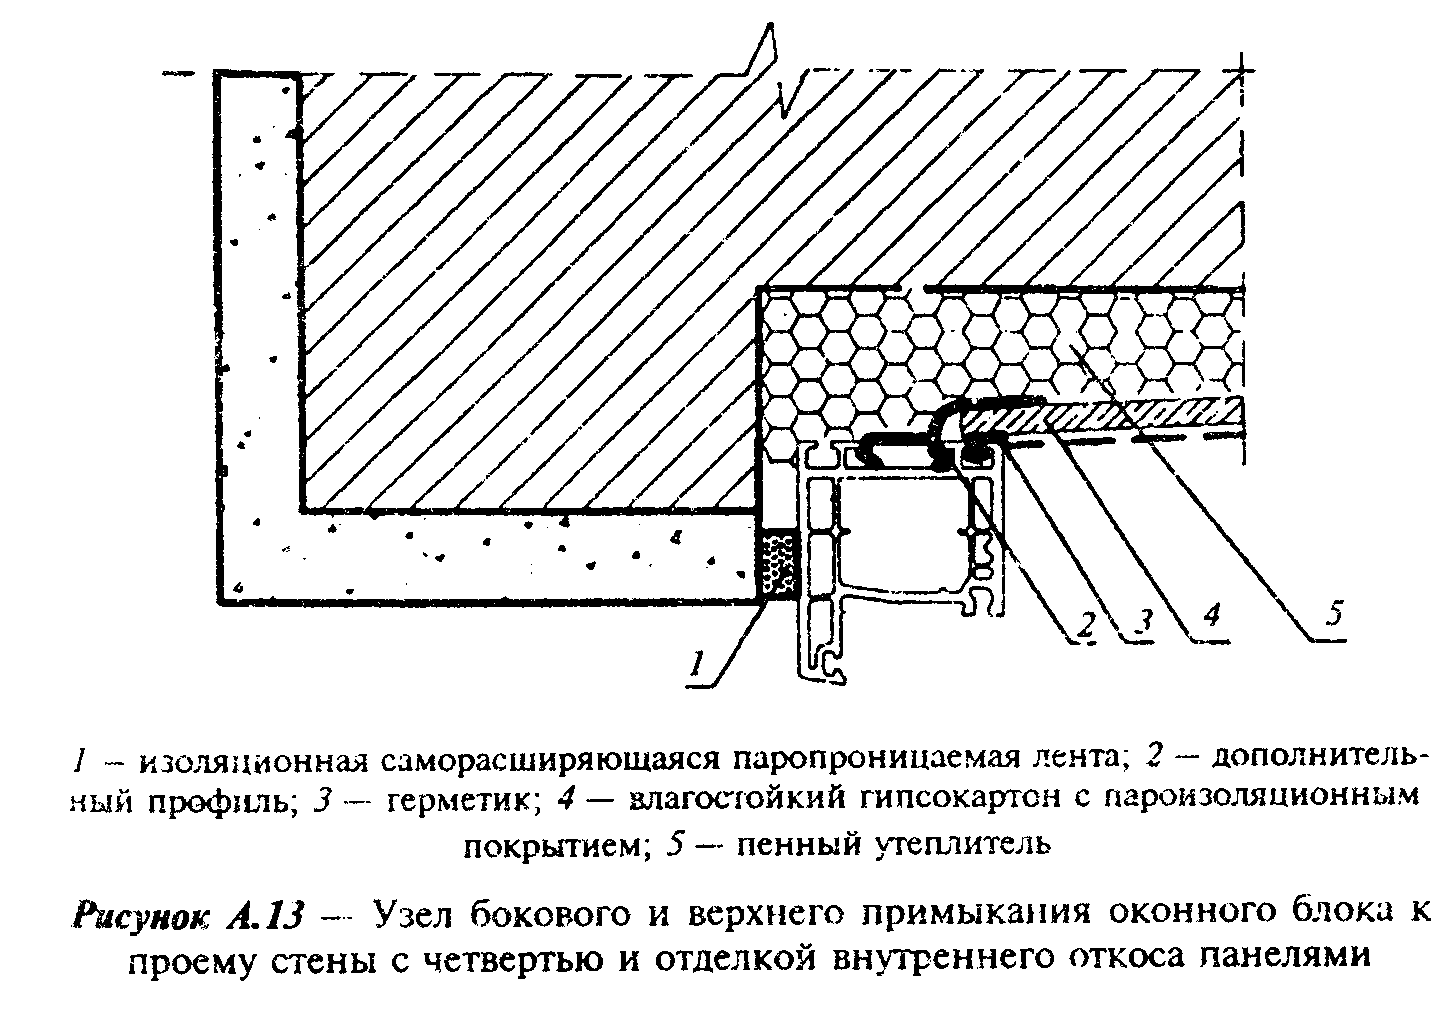 1
2
3
4
5
1 – изоляционная саморасширяющаяся паропроницаемая лента; 2 — дополнитель-
ный профиль; 3 — герметик; 4 — влагостойкий гипсокартон с пароизоляционным
покрытием; 5 — пенный утеплитель
Рисунок А.13 — Узел бокового и верхнего примыкания оконного блока к
проему стены с четвертью и отделкой внутреннего откоса панелями